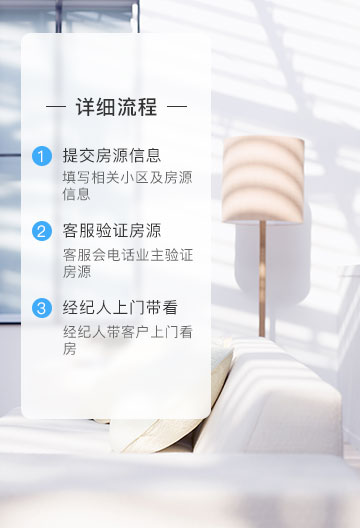 — 详细流程 —
1 提交房源信息
填写相关小区及房源
信息
2 客服验证房源
客服会电话业主验证
房源
3 经纪人上门带看
经纪人带客户上门看
房